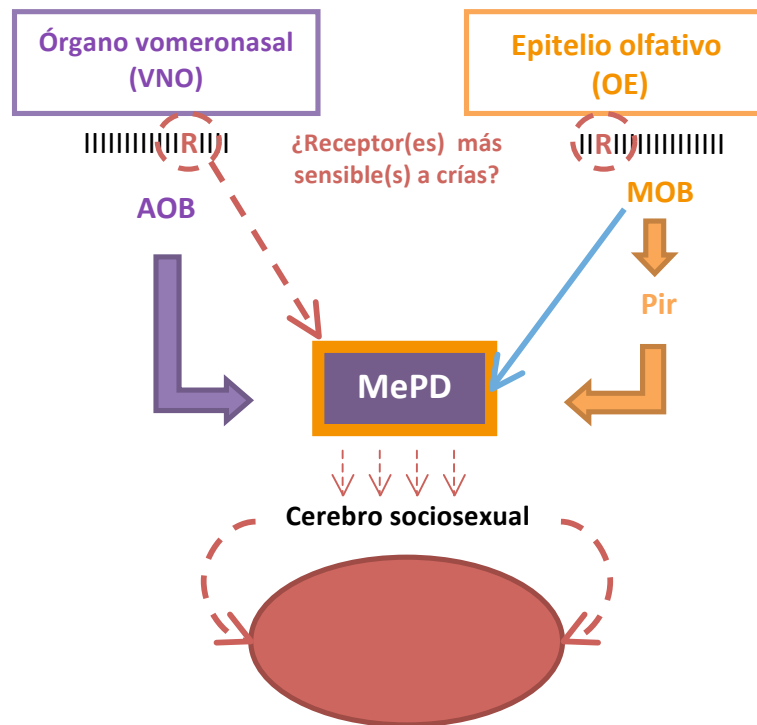 Órgano vomeronasal
(VNO)
Epitelio olfativo
(OE)
R
¿Receptor(es) más
sensible(s) a crías?
R
AOB
MOB
Pir
MePD
Cerebro sociosexual